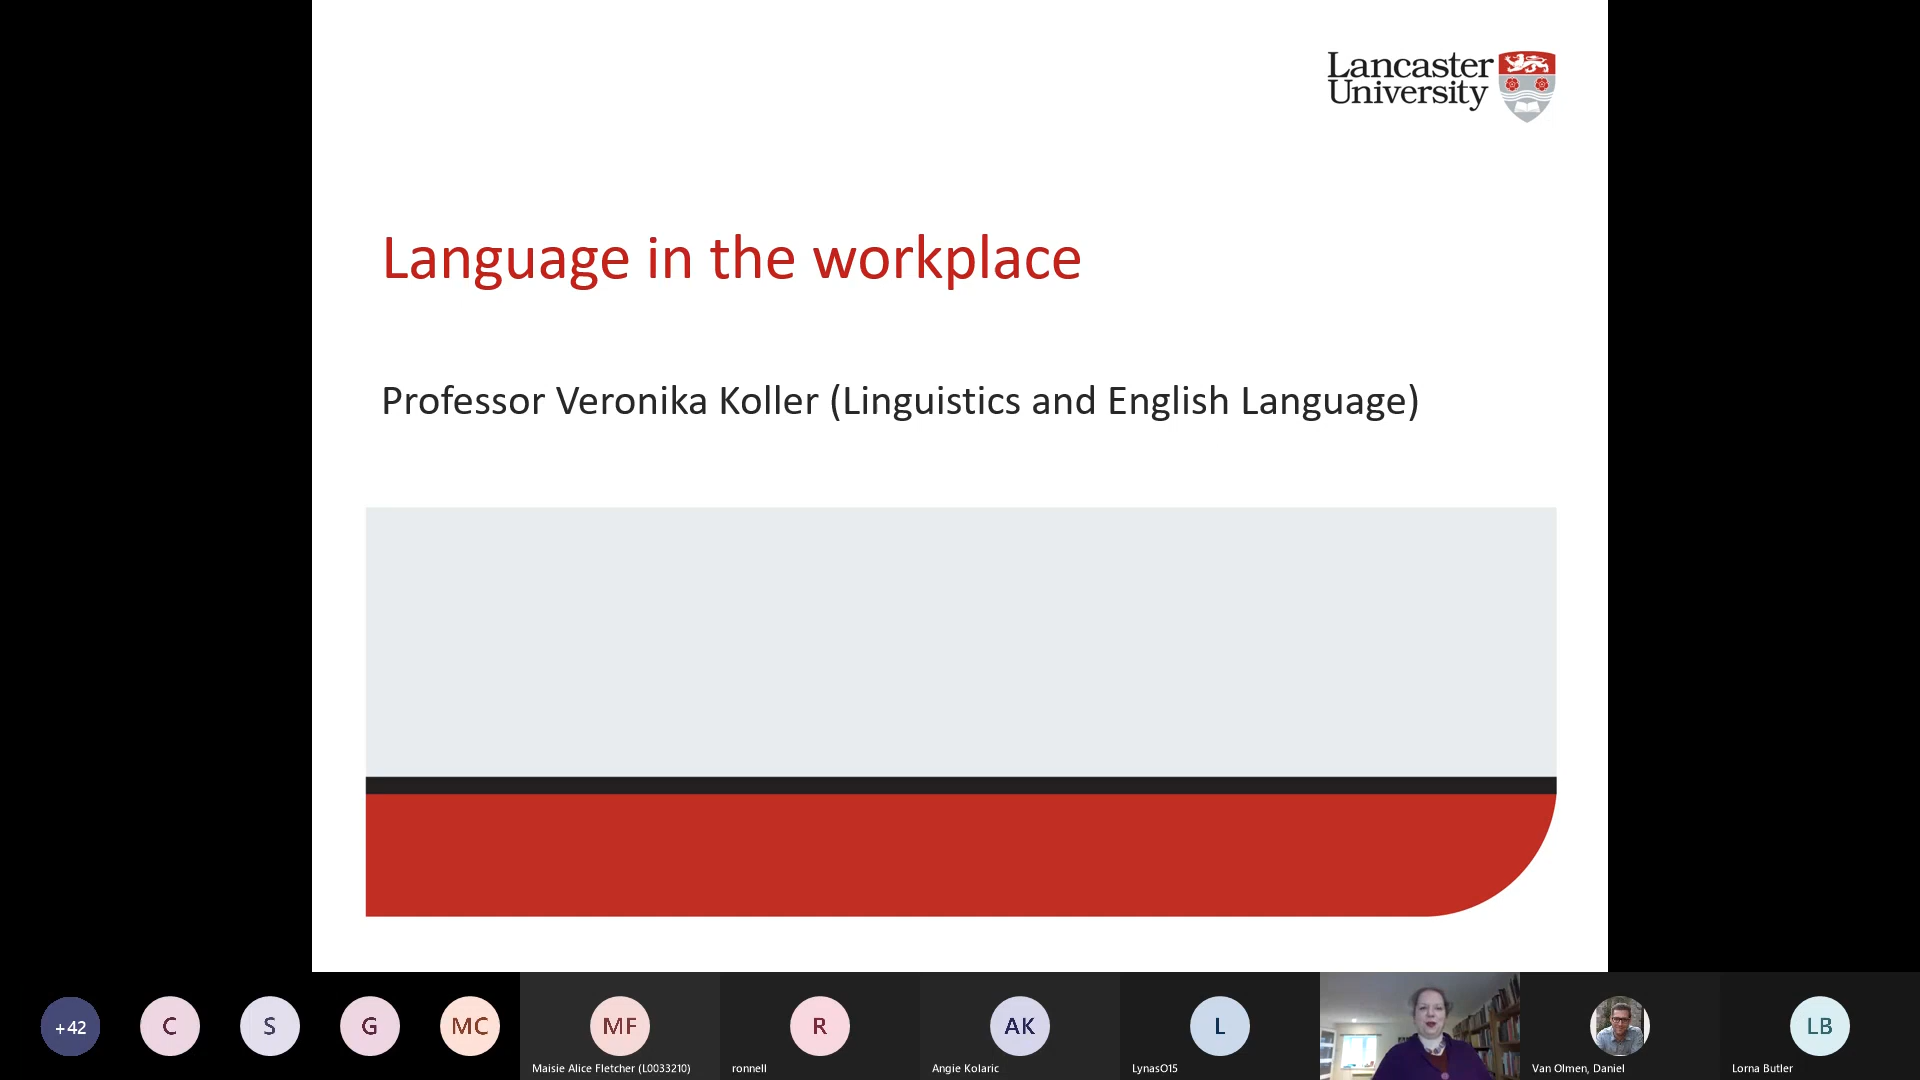 Lancaster
University
Language in the workplace
Professor Veronika Koller (Linguistics and English Language)
+42
C
S
G
MC
MF
R
AK
L
LB
Maisie Alice Fletcher (L0033210)
ronnell
Angie Kolaric
LynasO15
Van Olmen, Daniel
Lorna Butler